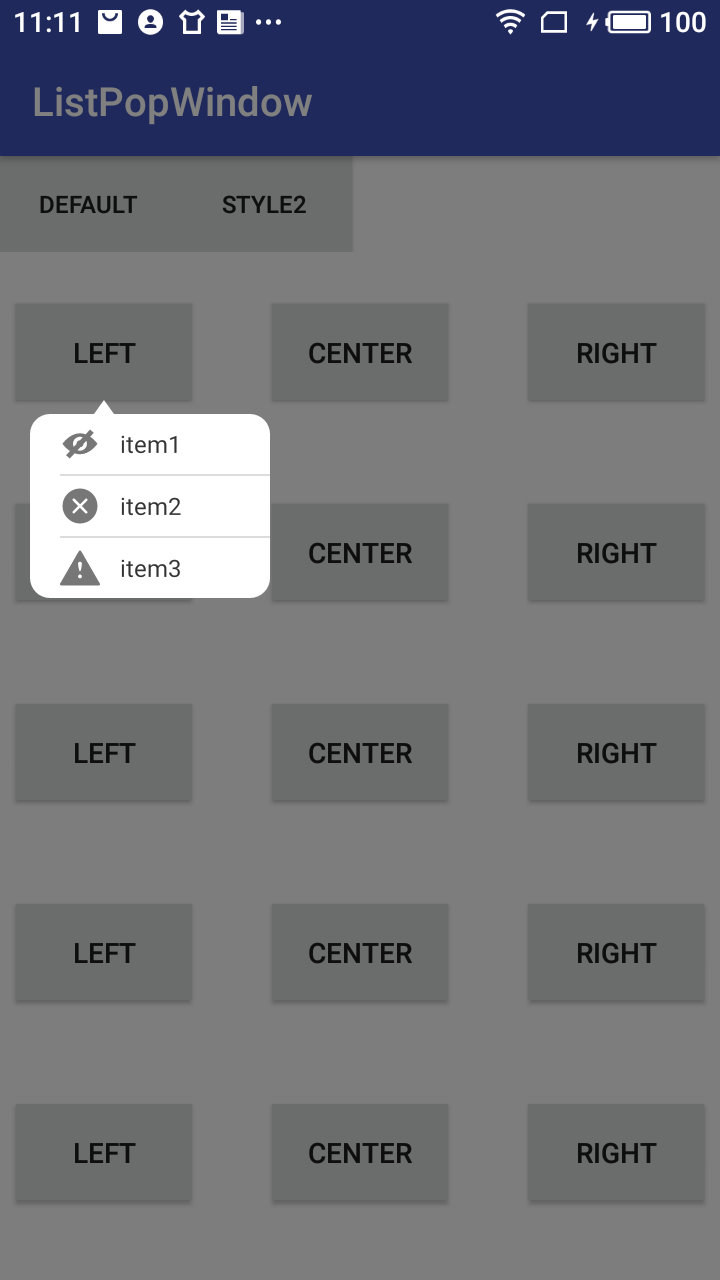 11:11 100
ListPopWindow
DEFAULT STYLE2
LEFT CENTER RIGHT
item1
item2
CENTER RIGHT
item3
LEFT CENTER RIGHT
LEFT CENTER RIGHT
LEFT CENTER RIGHT